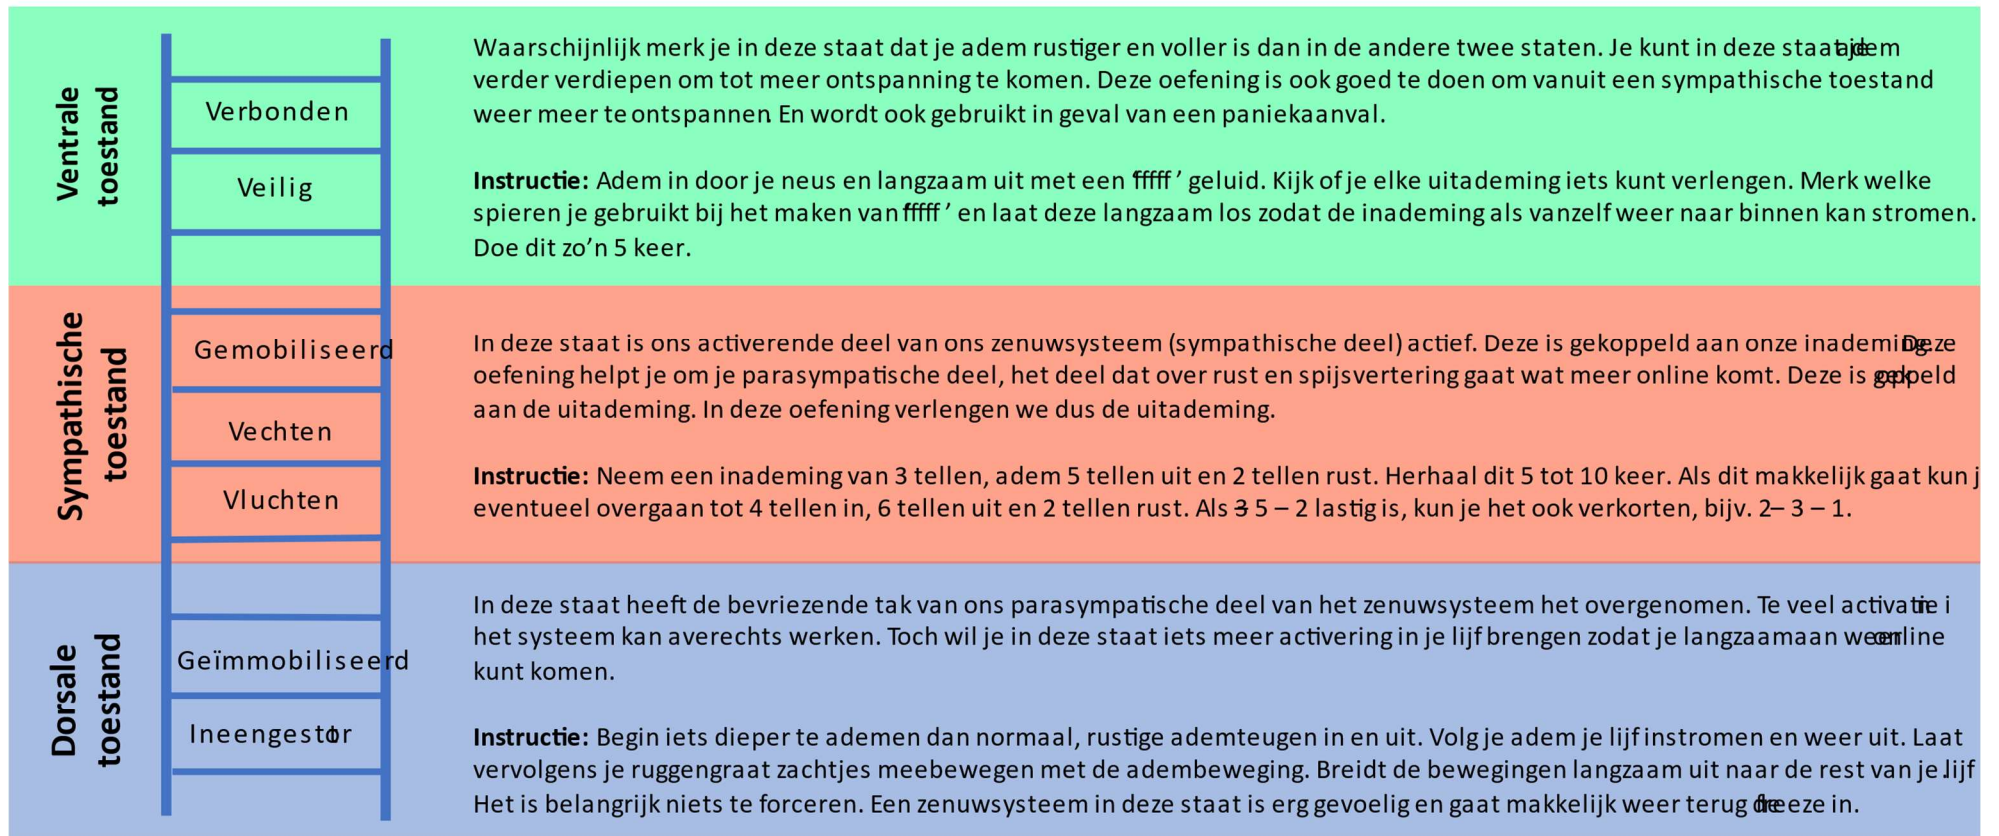 Ventrale
toestand
Verbonden
Veilig
Waarschijnlijk merk je in deze staat dat je adem rustiger en voller is dan in de andere twee staten. Je kunt in deze staat je adem
verder verdiepen om tot meer ontspanning te komen. Deze oefening is ook goed te doen om vanuit een sympathische toestand
weer meer te ontspannen. En wordt ook gebruikt in geval van een paniekaanval.
Instructie: Adem in door je neus en langzaam uit met een ‘fffff’ geluid. Kijk of je elke uitademing iets kunt verlengen. Merk welke
spieren je gebruikt bij het maken van ‘fffff’ en laat deze langzaam los zodat de inademing als vanzelf weer naar binnen kan stromen.
Doe dit zo’n 5 keer.
Sympathische
toestand
Gemobiliseerd
Vechten
Vluchten
In deze staat is ons activerende deel van ons zenuwsysteem (sympathische deel) actief. Deze is gekoppeld aan onze inademing. Deze
oefening helpt je om je parasympatische deel, het deel dat over rust en spijsvertering gaat wat meer online komt. Deze is gekoppeld
aan de uitademing. In deze oefening verlengen we dus de uitademing.
Instructie: Neem een inademing van 3 tellen, adem 5 tellen uit en 2 tellen rust. Herhaal dit 5 tot 10 keer. Als dit makkelijk gaat kun j
eventueel overgaan tot 4 tellen in, 6 tellen uit en 2 tellen rust. Als 3 – 5 – 2 lastig is, kun je het ook verkorten, bijv. 2 – 3 – 1.
Dorsale
toestand
Geïmmobiliseerd
Ineengestort
In deze staat heeft de bevriezende tak van ons parasympatische deel van het zenuwsysteem het overgenomen. Te veel activatie in
het systeem kan averechts werken. Toch wil je in deze staat iets meer activering in je lijf brengen zodat je langzaamaan weer online
kunt komen.
Instructie: Begin iets dieper te ademen dan normaal, rustige ademteugen in en uit. Volg je adem je lijf instromen en weer uit. Laat
vervolgens je ruggengraat zachtjes meebewegen met de adembeweging. Breidt de bewegingen langzaam uit naar de rest van je lijf.
Het is belangrijk niets te forceren. Een zenuwsysteem in deze staat is erg gevoelig en gaat makkelijk weer terug de freeze in.